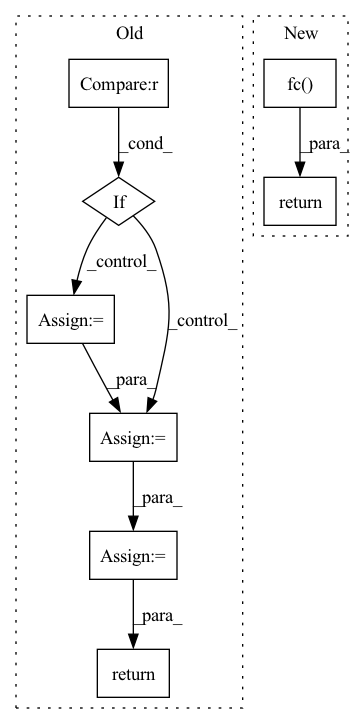 Old
New
Compare:r
fc()
_cond_
_para_
If
return
_control_
Assign:=
_control_
_para_
Assign:=
_para_
Assign:=
_para_
return